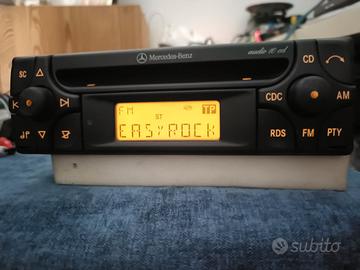 SC
Mercedes-Benz
audio 10 cd
CD
CDC
AM
FM
ST
TP
EASYROCK
RDS
FM
PTY
subito